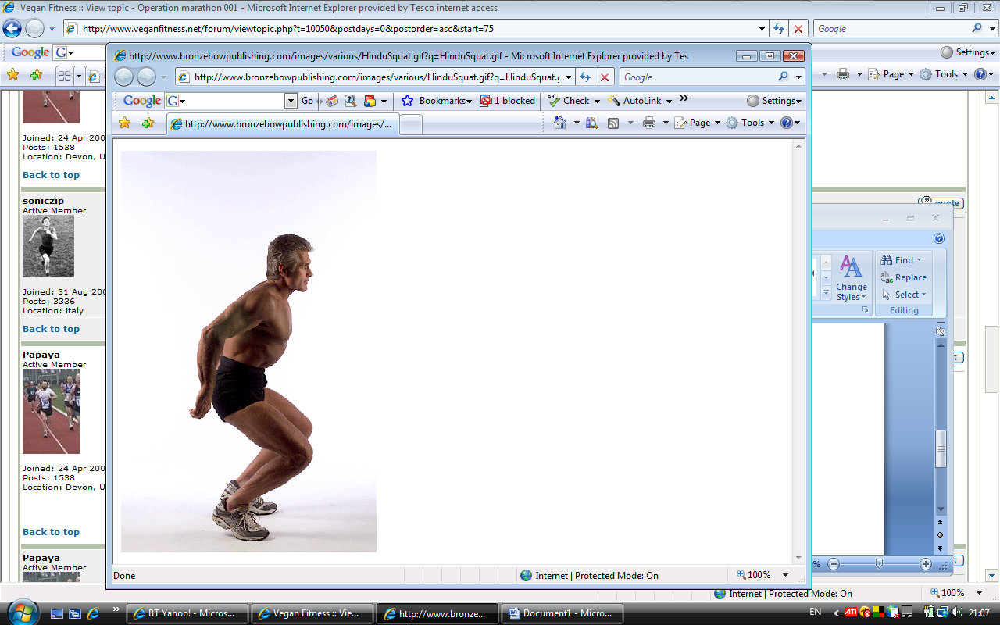 Vegan Fitness :: View topic - Operation marathon 001 - Microsoft Internet Explorer provided by Tesco internet access
http://www.veganfitness.net/forum/viewtopic.php?t=10050&postdays=0&postorder=asc&start=75
Google
Google
G
Settings
Page
Tools
http://www.bronzebowpublishing.com/images/various/HinduSquat.gif?q=HinduSquat.gif - Microsoft Internet Explorer provided by Tes
http://www.bronzebowpublishing.com/images/various/HinduSquat.gif?q=HinduSquat.g
Google
Google
G
Go
Bookmarks
1 blocked
ABC
Check
AutoLink
»
Settings
http://www.bronzebowpublishing.com/images/...
Page
Tools
Joined: 24 Apr 200
Posts: 1538
Location: Devon, U
Back to top
soniczip
Active Member
Joined: 31 Aug 200
Posts: 3336
Location: italy
Back to top
Papaya
Active Member
Joined: 24 Apr 200
Posts: 1538
Location: Devon, U
Back to top
Papaya
Active Member
quote
Find
Replace
Select
Change
Styles
Editing
%
Done
Internet | Protected Mode: On
100%
Internet | Protected Mode: On
100%
»
BT Yahoo! - Micros...
Vegan Fitness :: Vie...
http://www.bronze...
Document1 - Micro...
EN
ATI
21:07